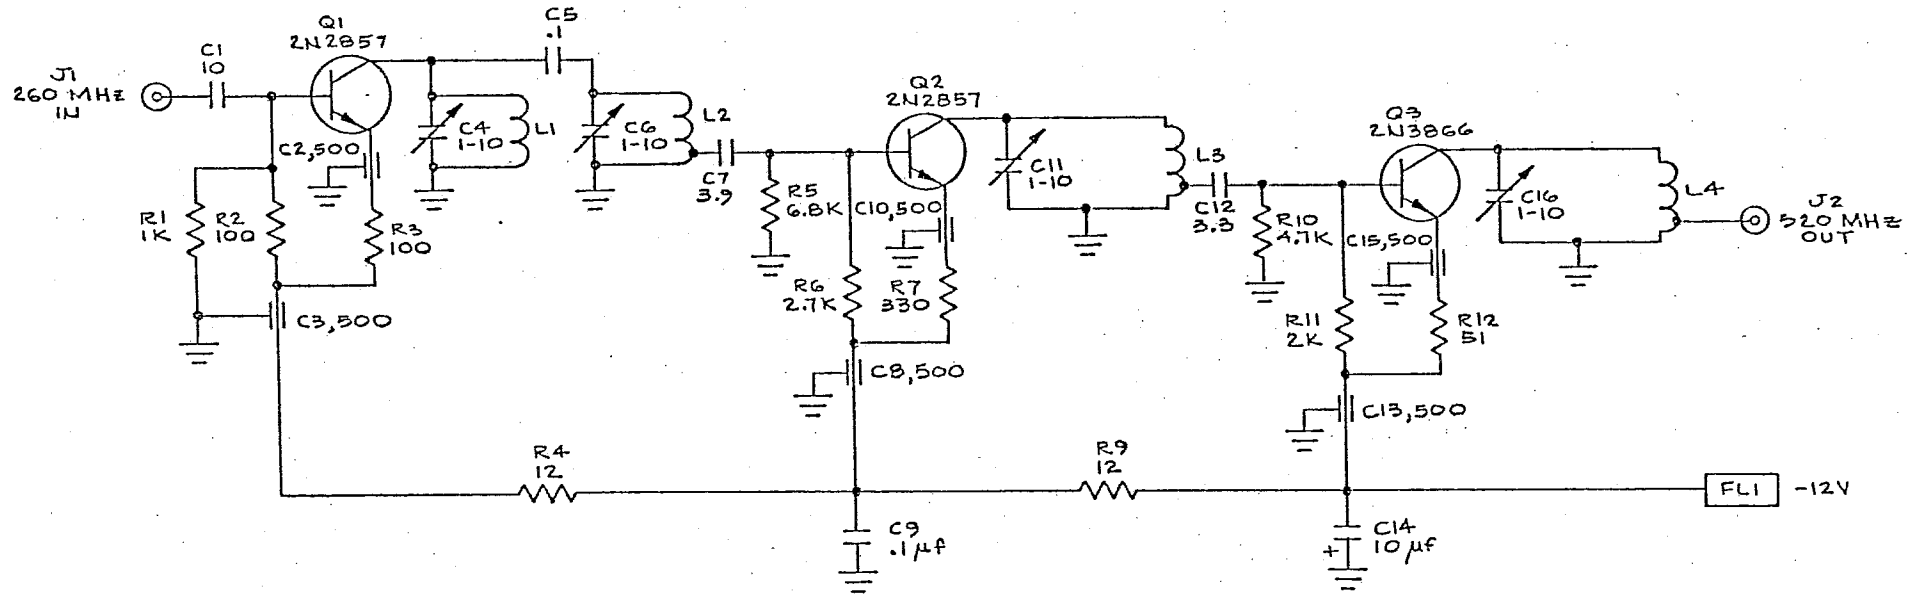 J1
260 MHz
IN
C1
10
Q1
2N2857
C5
.1
C2,500
C4
1-10
L1
C6
1-10
L2
C7
3.9
R1
1K
R2
100
R3
100
C3,500
R5
6.8K
Q2
2N2857
C10,500
R6
2.7K
R7
330
C8,500
C11
1-10
L3
C12
3.3
R10
4.7K
Q3
2N3866
C15,500
C16
1-10
L4
J2
520 MHz
OUT
R11
2K
R12
51
C13,500
R4
12
R9
12
FL1
-12V
C9
.1μf
C14
+
10 μf